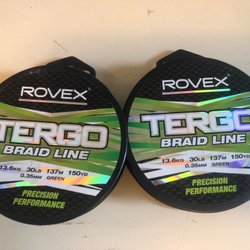 ROVEX
TERGO
BRAID LINE
13.6KG 30LB 137M 150YD
0.35MM GREEN
PRECISION
PERFORMANCE
ROVEX
TERGO
BRAID LINE
13.6KG 30LB 137M 150YD
0.35MM GREEN
PRECISION
PERFORMANCE